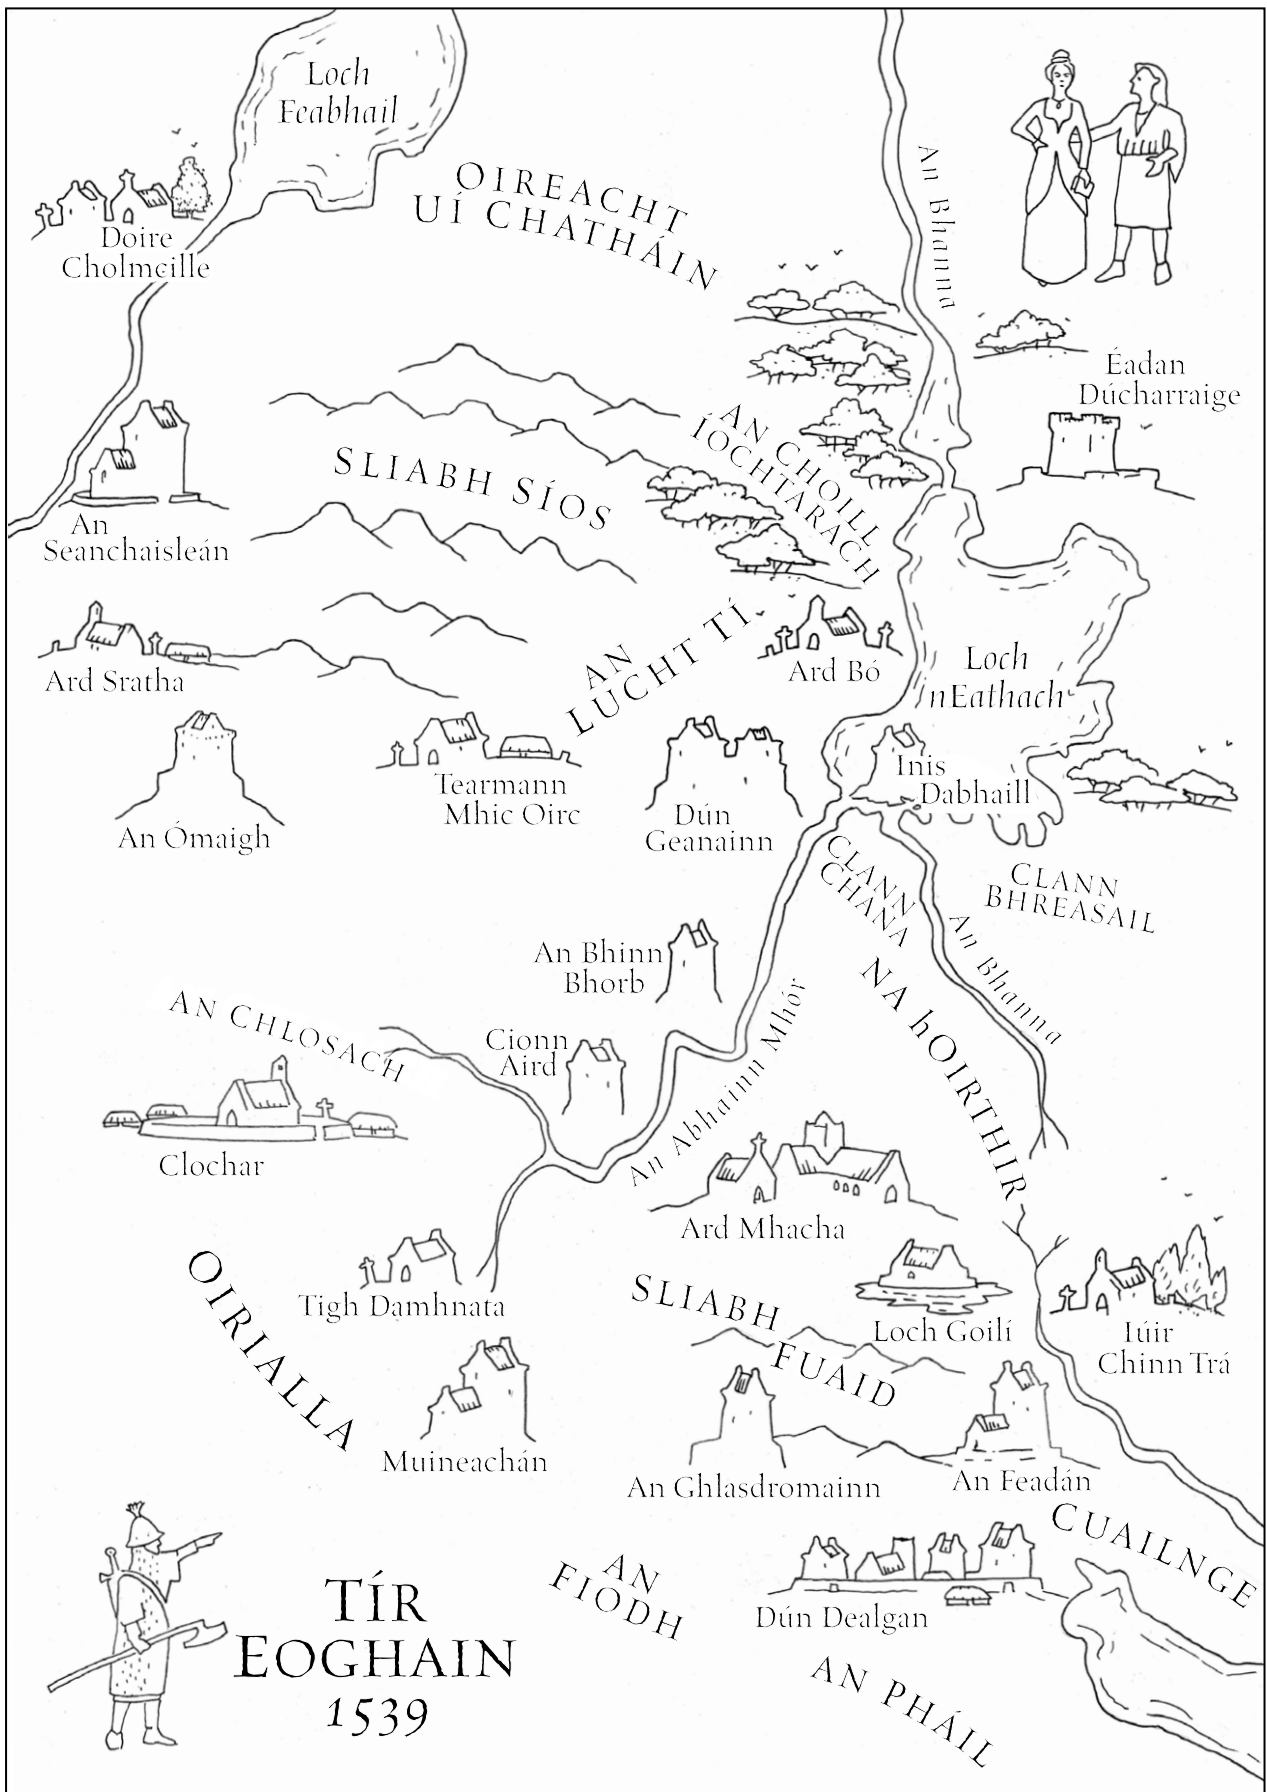 Loch
Feabhail
An Bhanna
OIREACHT
UÍ CHATHÁIN
Doire
Cholmcille
Éadan
Dúcharraige
AN CHOILL
ÍOCHTARACH
SLIABH SÍOS
An
Seanchaisleán
AN
LUCHT TÍ
Ard Bó
Loch
nEathach
Ard Sratha
Inis
Dabhaill
Tearmann
Mhic Oirc
Dún
Geanainn
An Ómaigh
CLANN
CHANA
CLANN
BHREASAIL
An Bhanna
An Bhinn
Bhorb
NA hOIRTHIR
AN CHLOSACH
Cionn
Aird
An Abhainn Mhór
Clochar
Ard Mhacha
Tigh Damhnata
SLIABH
FUAID
Loch Goilí
Iúir
Chinn Trá
OIRIALLA
Muineachán
An Ghlasdromainn
An Feadán
CUAILNGE
AN
FIODH
Dún Dealgan
AN PHÁIL
TÍR
EOGHAIN
1539